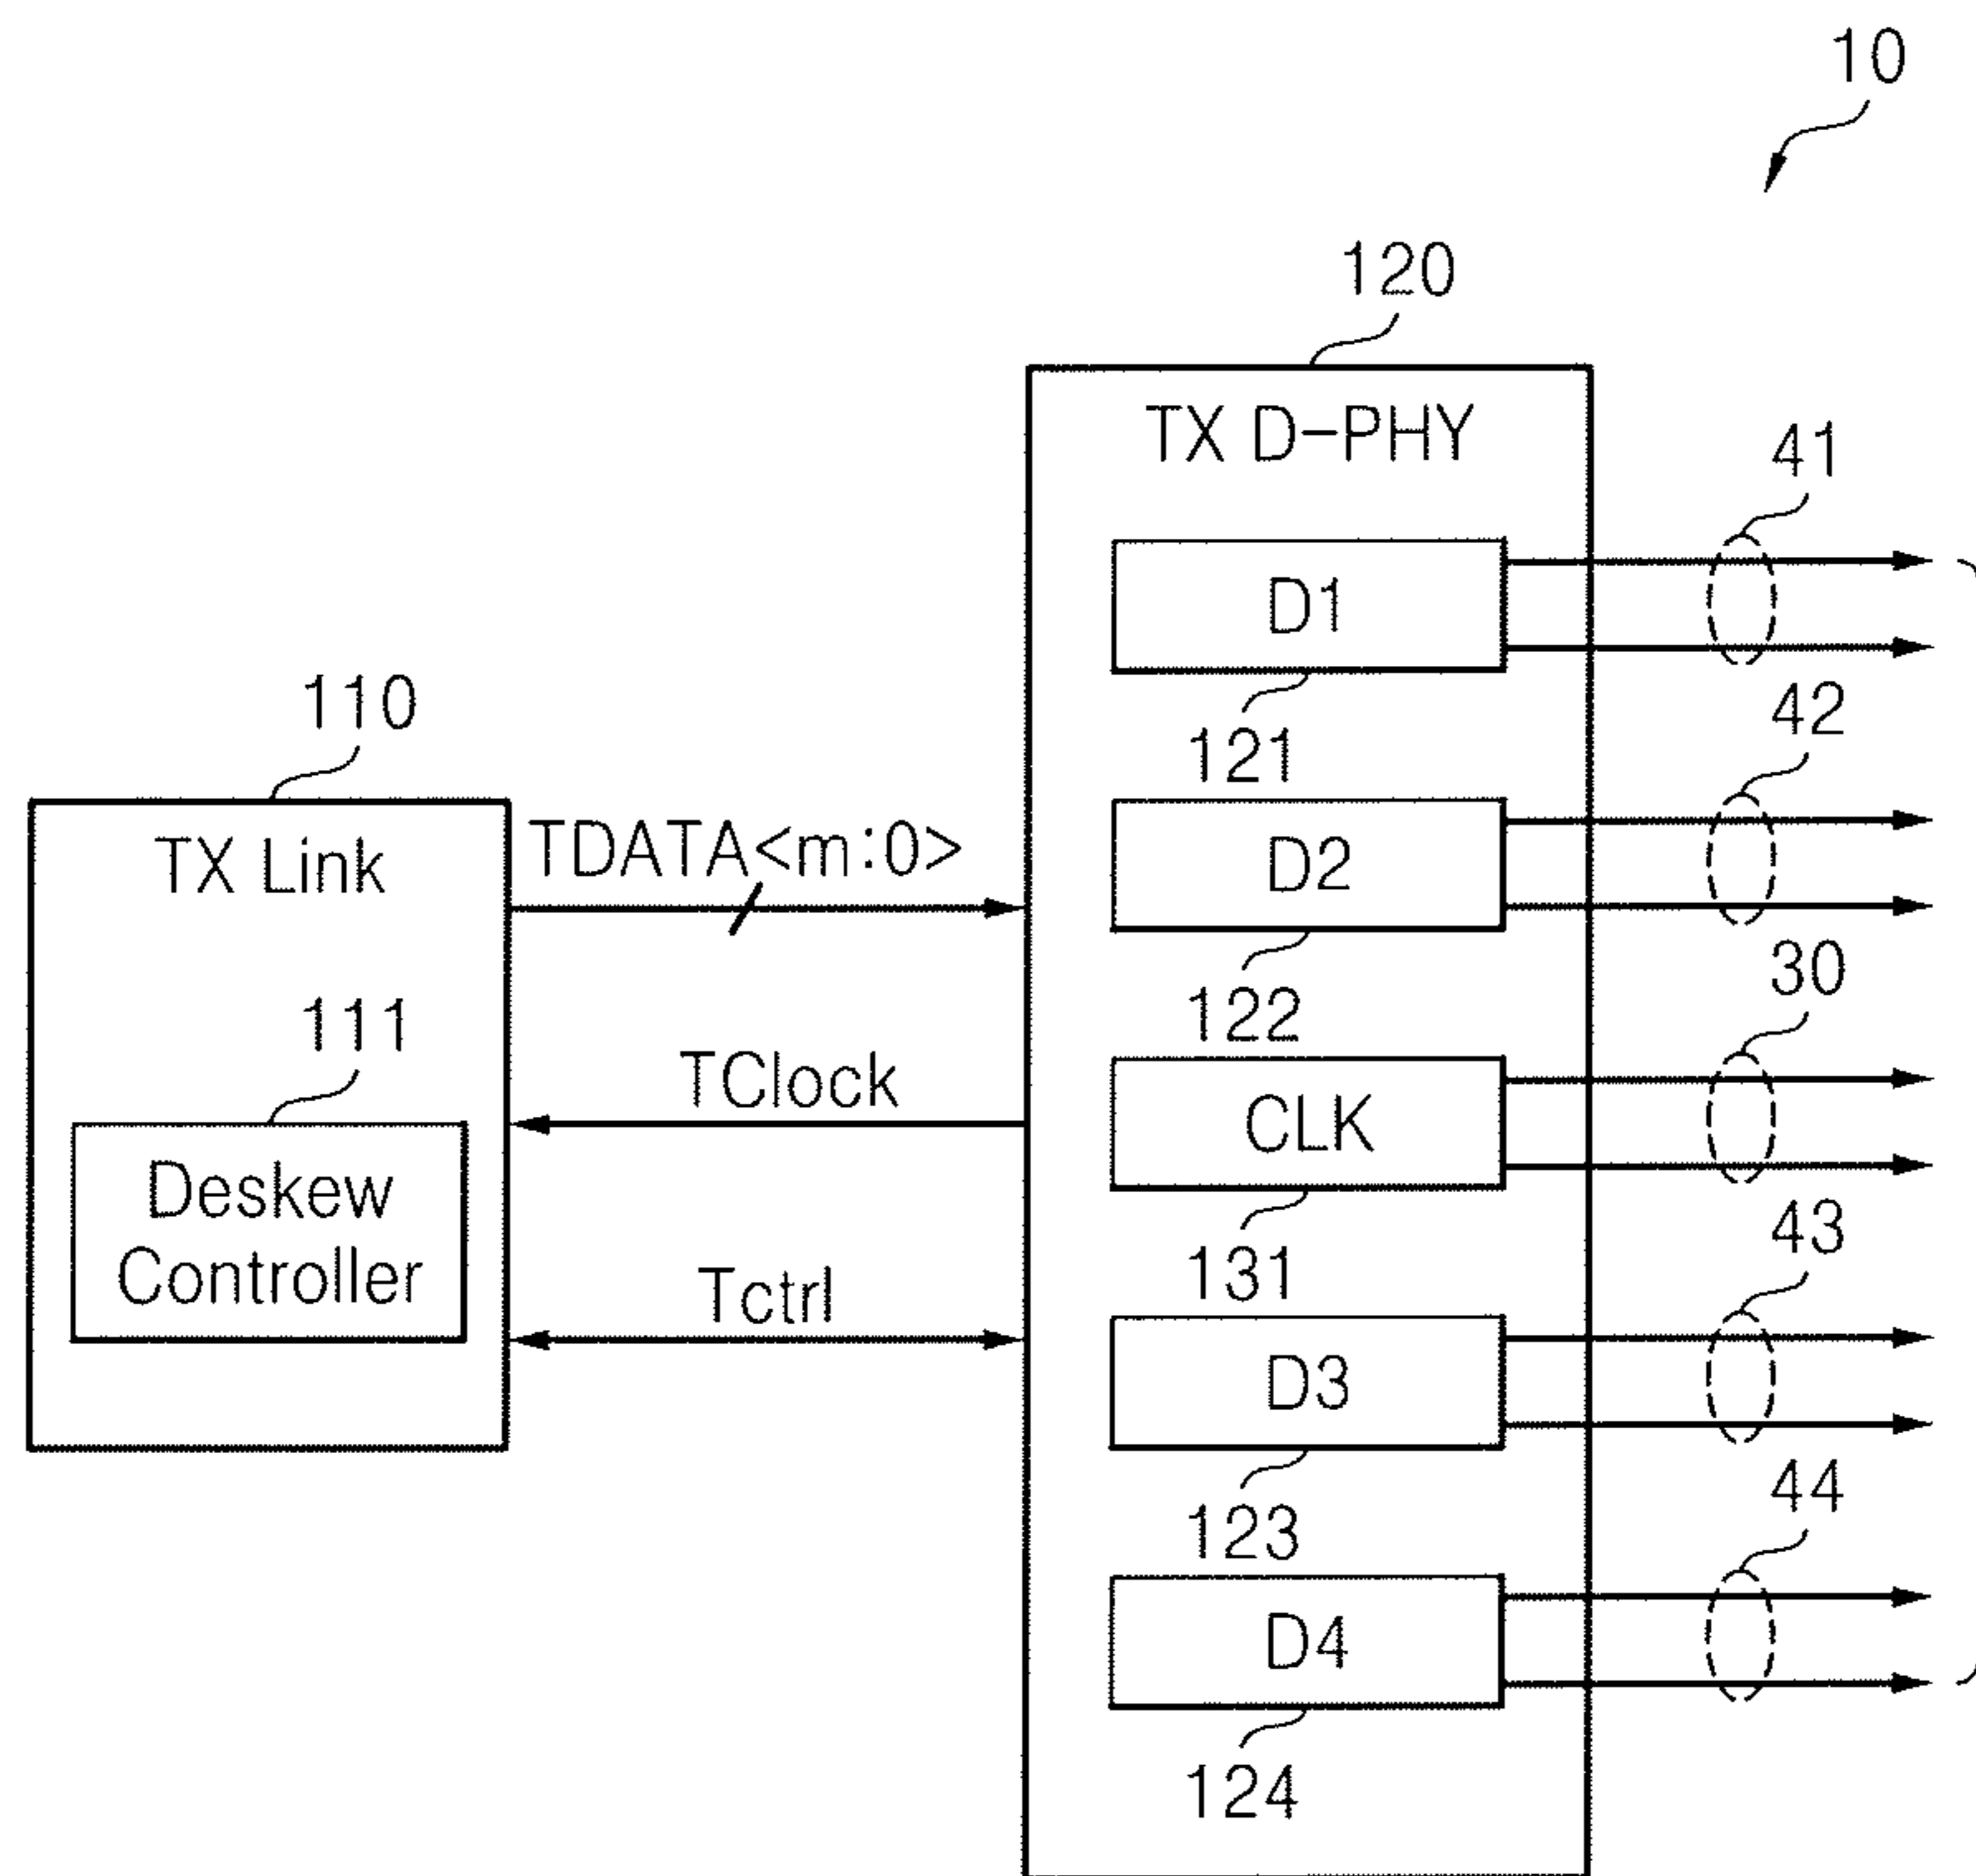 10
120
TX D-PHY
41
D1
121
42
D2
122
30
CLK
131
43
D3
123
44
D4
124
110
TX Link
TDATA<m:0>
111
TClock
Deskew
Controller
Tctrl